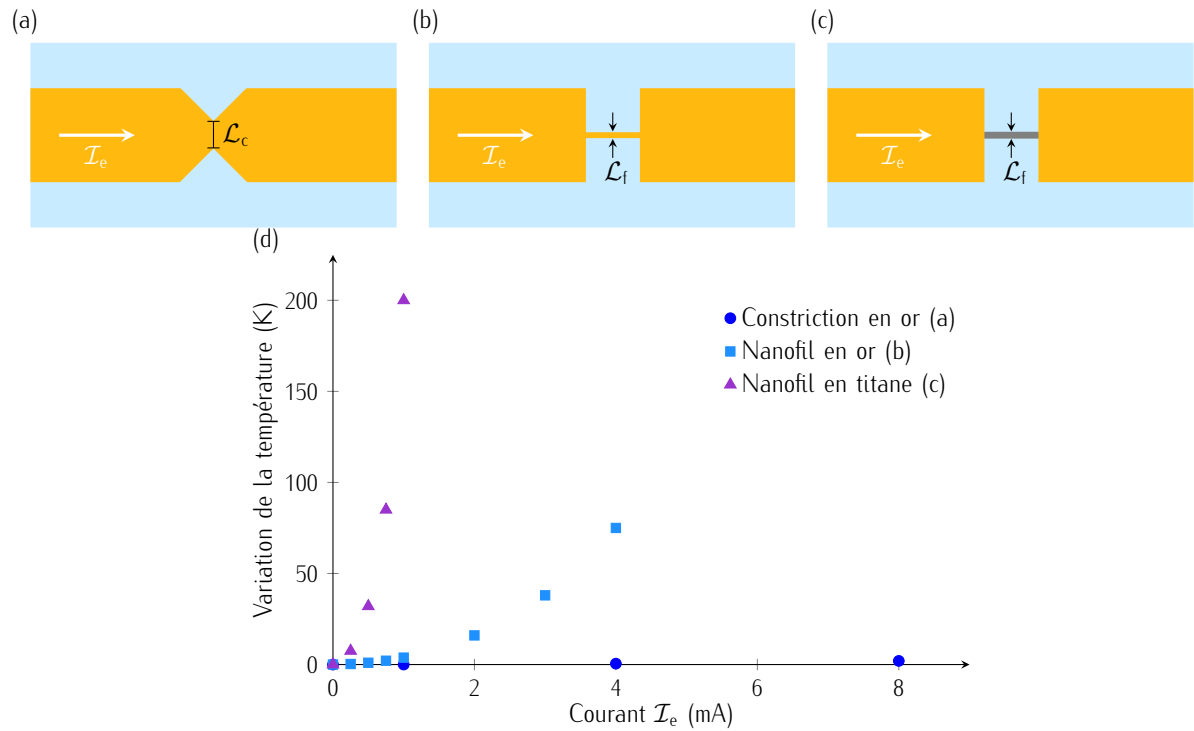 (a)
(b)
(c)
ℐe
ℒc
ℐe
ℒf
ℐe
ℒf
(d)
Variation de la température (K)
200
150
100
50
0
Constriction en or (a)
Nanofil en or (b)
Nanofil en titane (c)
0 2 4 6 8
Courant ℐe (mA)